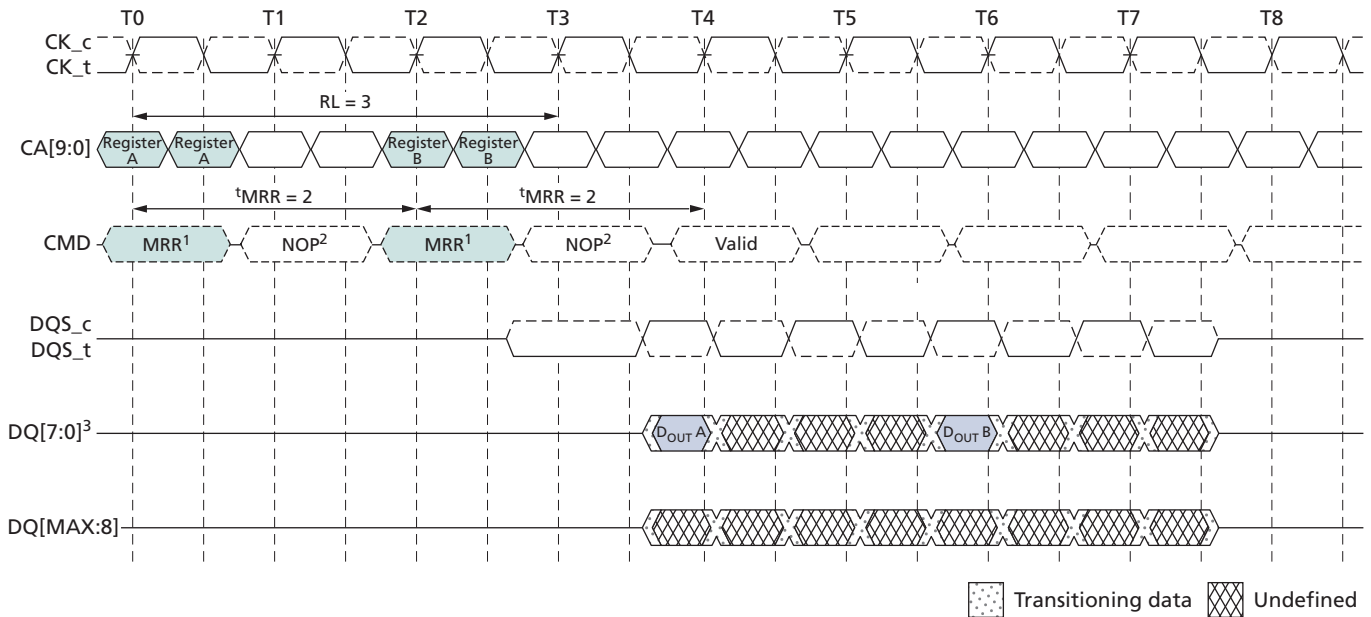 T0 T1 T2 T3 T4 T5 T6 T7 T8
CK_c
CK_t
RL = 3
CA[9:0]
Register A
Register A
Register B
Register B
tMRR = 2
tMRR = 2
CMD
MRR1
NOP2
MRR1
NOP2
Valid
DQS_c
DQS_t
DQ[7:0]3
DOUT A
DOUT B
DQ[MAX:8]
Transitioning data
Undefined